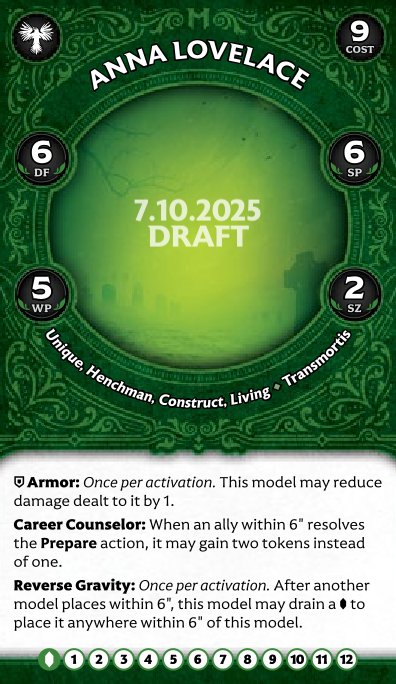 ANNA LOVELACE
9
COST
6
DF
6
SP
7.10.2025
DRAFT
5
WP
2
SZ
Unique, Henchman, Construct, Living • Transmortis
Armor: Once per activation. This model may reduce
damage dealt to it by 1.
Career Counselor: When an ally within 6" resolves
the Prepare action, it may gain two tokens instead
of one.
Reverse Gravity: Once per activation. After another
model places within 6", this model may drain a to
place it anywhere within 6" of this model.
1 2 3 4 5 6 7 8 9 10 11 12